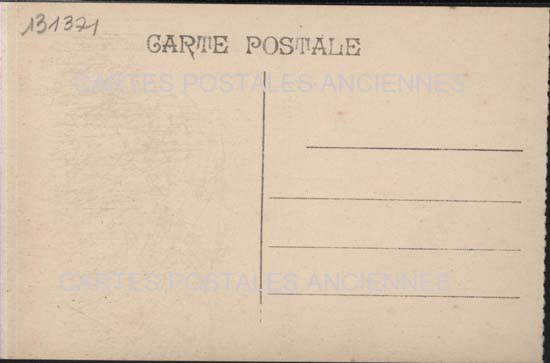 131371
CARTE POSTALE
CARTES POSTALES ANCIENNES
CARTES POSTALES ANCIENNES